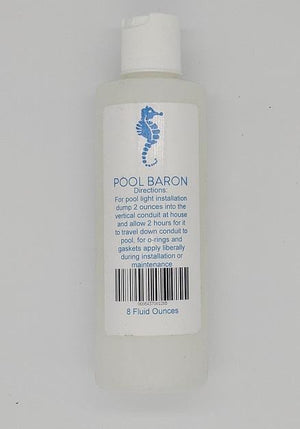 POOL BARON
Directions:
For pool light installation
dump 2 ounces into the
vertical conduit at house
and allow 2 hours for it
to travel down conduit to
pool, for o-rings and
gaskets apply liberally
during installation or
maintenance.
8 Fluid Ounces